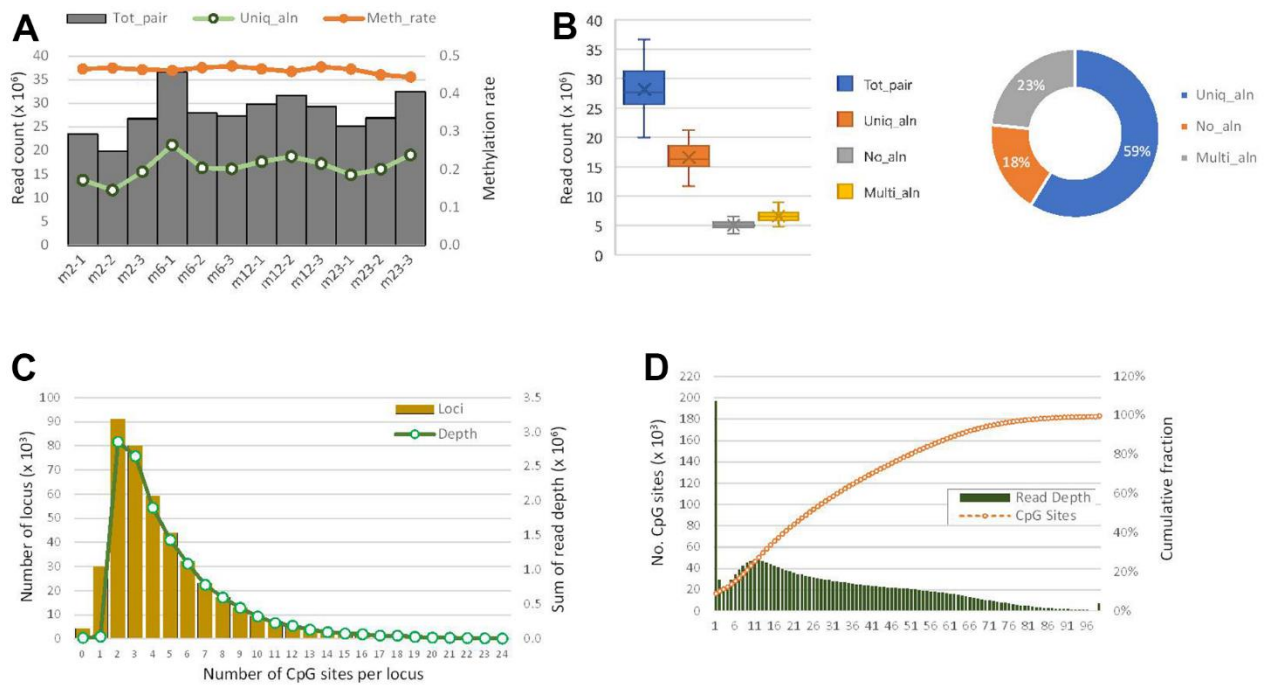 A
Tot_pair Uniq_aln Meth_rate
Read count (x 10⁶)
40
35
30
25
20
15
10
5
0
0.5
0.4
0.3
0.2
0.1
0.0
Methylation rate
m2-1 m2-2 m2-3 m6-1 m6-2 m6-3 m12-1 m12-2 m12-3 m23-1 m23-2 m23-3
B
Read count (x 10⁶)
40
35
30
25
20
15
10
5
0
Tot_pair
Uniq_aln
No_aln
Multi_aln
23%
18%
59%
Uniq_aln
No_aln
Multi_aln
C
Number of locus (x 10³)
100
90
80
70
60
50
40
30
20
10
0
Loci
Depth
3.5
3.0
2.5
2.0
1.5
1.0
0.5
0.0
Sum of read depth (x 10⁶)
0 1 2 3 4 5 6 7 8 9 10 11 12 13 14 15 16 17 18 19 20 21 22 23 24
Number of CpG sites per locus
D
No. CpG sites (x 10³)
220
200
180
160
140
120
100
80
60
40
20
0
Read Depth
CpG Sites
120%
100%
80%
60%
40%
20%
0%
Cumulative fraction
1 6 11 16 21 26 31 36 41 46 51 56 61 66 71 76 81 86 91 96